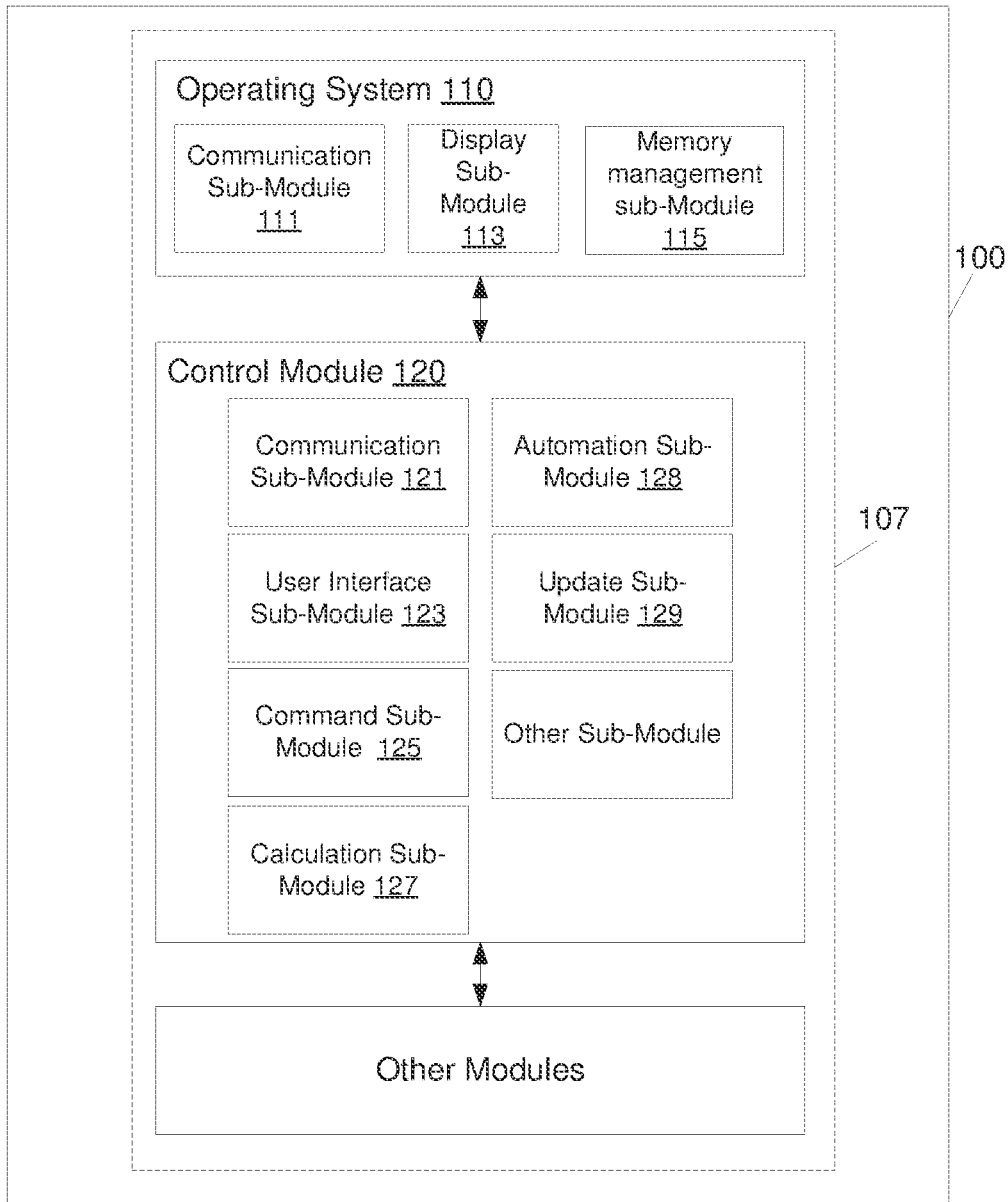 Operating System 110
Communication
Sub-Module
111
Display
Sub-
Module
113
Memory
management
sub-Module
115
100
Control Module 120
Communication
Sub-Module 121
Automation Sub-
Module 128
107
User Interface
Sub-Module 123
Update Sub-
Module 129
Command Sub-
Module 125
Other Sub-Module
Calculation Sub-
Module 127
Other Modules